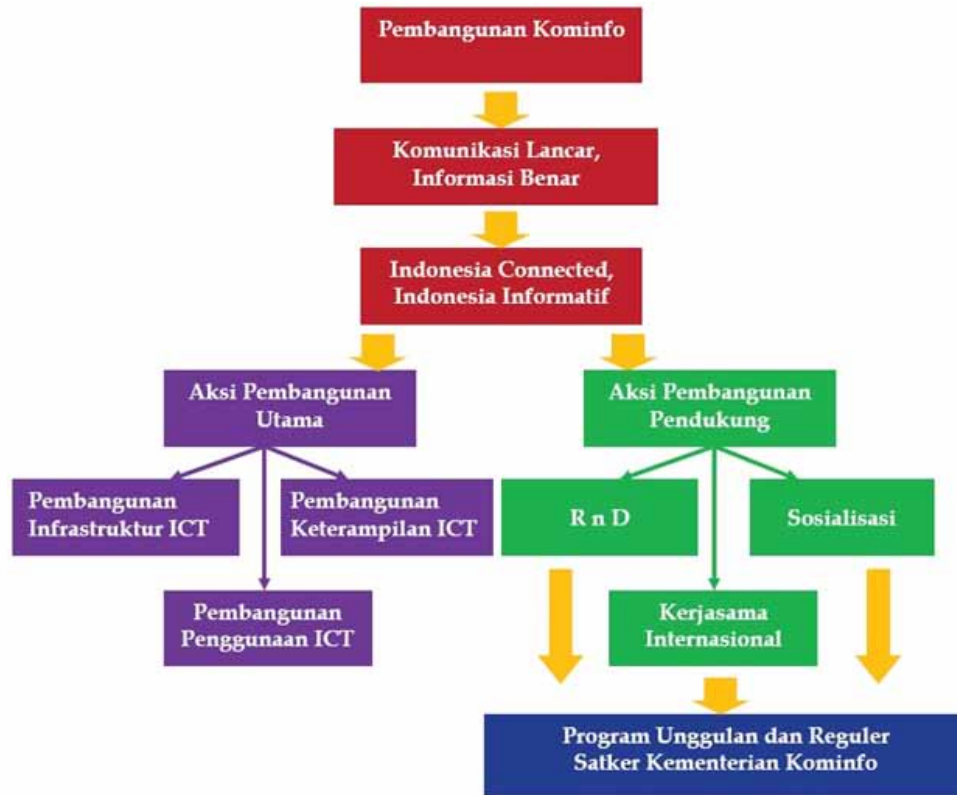 Pembangunan Kominfo
Komunikasi Lancar,
Informasi Benar
Indonesia Connected,
Indonesia Informatif
Aksi Pembangunan
Utama
Aksi Pembangunan
Pendukung
Pembangunan
Infrastruktur ICT
Pembangunan
Keterampilan ICT
R n D
Sosialisasi
Pembangunan
Penggunaan ICT
Kerjasama
Internasional
Program Unggulan dan Reguler
Satker Kementerian Kominfo